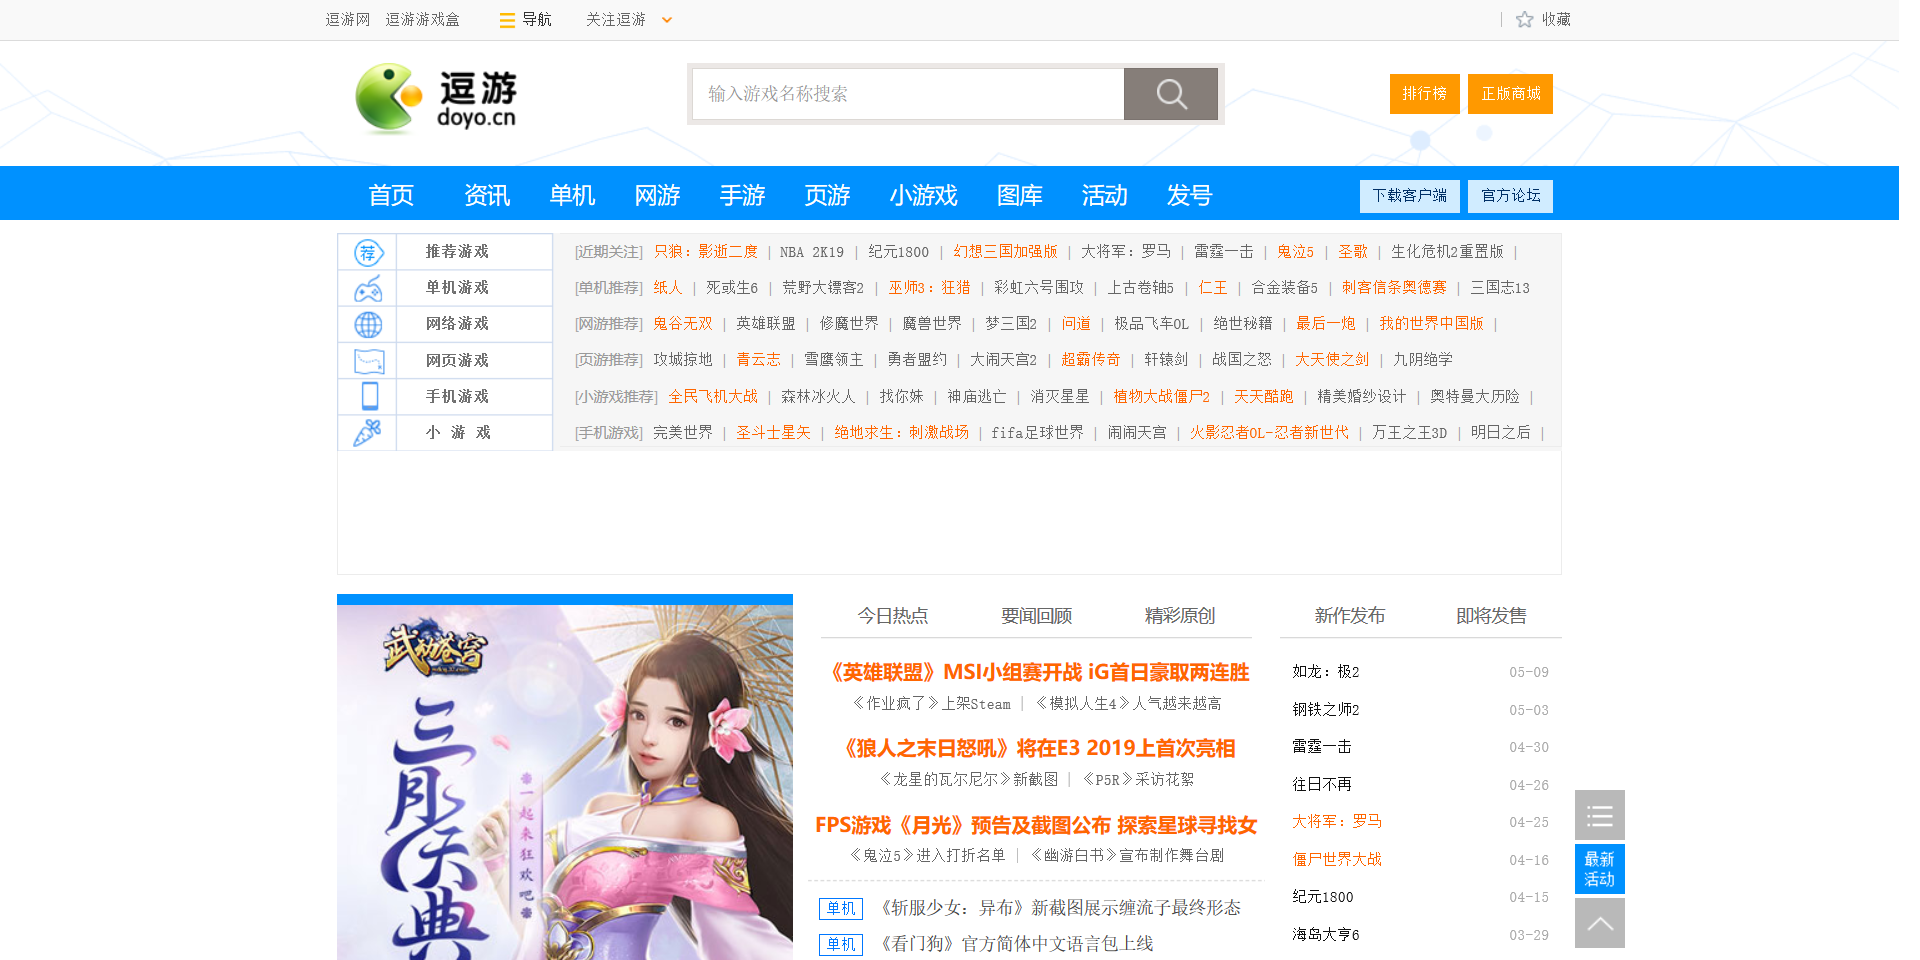 逗游网 逗游游戏盒 导航 关注逗游 收藏
逗游
doyo.cn
输入游戏名称搜索
排行榜 正版商城
首页 资讯 单机 网游 手游 页游 小游戏 图库 活动 发号 下载客户端 官方论坛
荐 推荐游戏 [近期关注] 只狼：影逝二度 | NBA 2K19 | 纪元1800 | 幻想三国加强版 | 大将军：罗马 | 雷霆一击 | 鬼泣5 | 圣歌 | 生化危机2重置版 |
单机游戏 [单机推荐] 纸人 | 死或生6 | 荒野大镖客2 | 巫师3：狂猎 | 彩虹六号围攻 | 上古卷轴5 | 仁王 | 合金装备5 | 刺客信条奥德赛 | 三国志13
网络游戏 [网游推荐] 鬼谷无双 | 英雄联盟 | 修魔世界 | 魔兽世界 | 梦三国2 | 问道 | 极品飞车OL | 绝世秘籍 | 最后一炮 | 我的世界中国版 |
网页游戏 [页游推荐] 攻城掠地 | 青云志 | 雪鹰领主 | 勇者盟约 | 大闹天宫2 | 超霸传奇 | 轩辕剑 | 战国之怒 | 大天使之剑 | 九阴绝学
手机游戏 [小游戏推荐] 全民飞机大战 | 森林冰火人 | 找你妹 | 神庙逃亡 | 消灭星星 | 植物大战僵尸2 | 天天酷跑 | 精美婚纱设计 | 奥特曼大历险 |
小 游 戏 [手机游戏] 完美世界 | 圣斗士星矢 | 绝地求生：刺激战场 | fifa足球世界 | 闹闹天宫 | 火影忍者OL-忍者新世代 | 万王之王3D | 明日之后 |
武动苍穹
三月庆典
一起来狂欢吧
今日热点 要闻回顾 精彩原创
《英雄联盟》MSI小组赛开战 iG首日豪取两连胜
《作业疯了》上架Steam | 《模拟人生4》人气越来越高
《狼人之末日怒吼》将在E3 2019上首次亮相
《龙星的瓦尔尼尔》新截图 | 《P5R》采访花絮
FPS游戏《月光》预告及截图公布 探索星球寻找女
《鬼泣5》进入打折名单 | 《幽游白书》宣布制作舞台剧
单机 《斩服少女：异布》新截图展示缠流子最终形态
单机 《看门狗》官方简体中文语言包上线
新作发布 即将发售
如龙：极2 05-09
钢铁之师2 05-03
雷霆一击 04-30
往日不再 04-26
大将军：罗马 04-25
僵尸世界大战 04-16
纪元1800 04-15
海岛大亨6 03-29
最新
活动